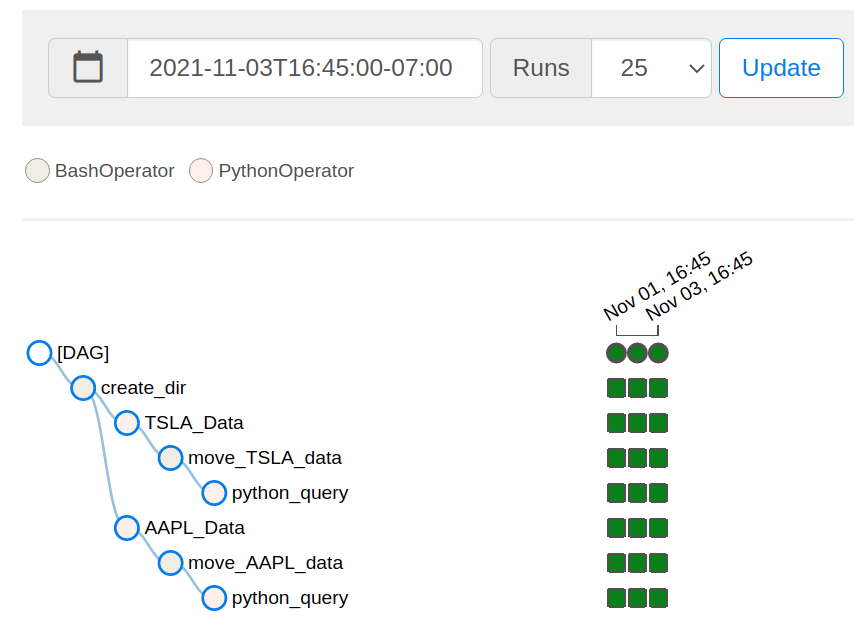 2021-11-03T16:45:00-07:00 Runs 25 Update
BashOperator PythonOperator
Nov 01, 16:45
Nov 03, 16:45
[DAG]
create_dir
TSLA_Data
move_TSLA_data
python_query
AAPL_Data
move_AAPL_data
python_query